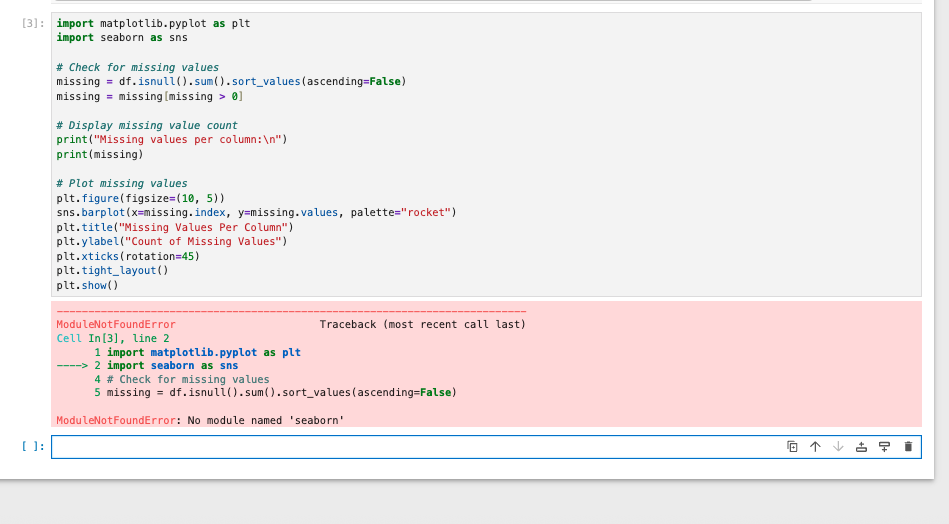 [3]: import matplotlib.pyplot as plt
import seaborn as sns
# Check for missing values
missing = df.isnull().sum().sort_values(ascending=False)
missing = missing[missing > 0]
# Display missing value count
print("Missing values per column:\n")
print(missing)
# Plot missing values
plt.figure(figsize=(10, 5))
sns.barplot(x=missing.index, y=missing.values, palette="rocket")
plt.title("Missing Values Per Column")
plt.ylabel("Count of Missing Values")
plt.xticks(rotation=45)
plt.tight_layout()
plt.show()
---------------------------------------------------------------------------
ModuleNotFoundError Traceback (most recent call last)
Cell In[3], line 2
1 import matplotlib.pyplot as plt
----> 2 import seaborn as sns
4 # Check for missing values
5 missing = df.isnull().sum().sort_values(ascending=False)
ModuleNotFoundError: No module named 'seaborn'
[ ]: